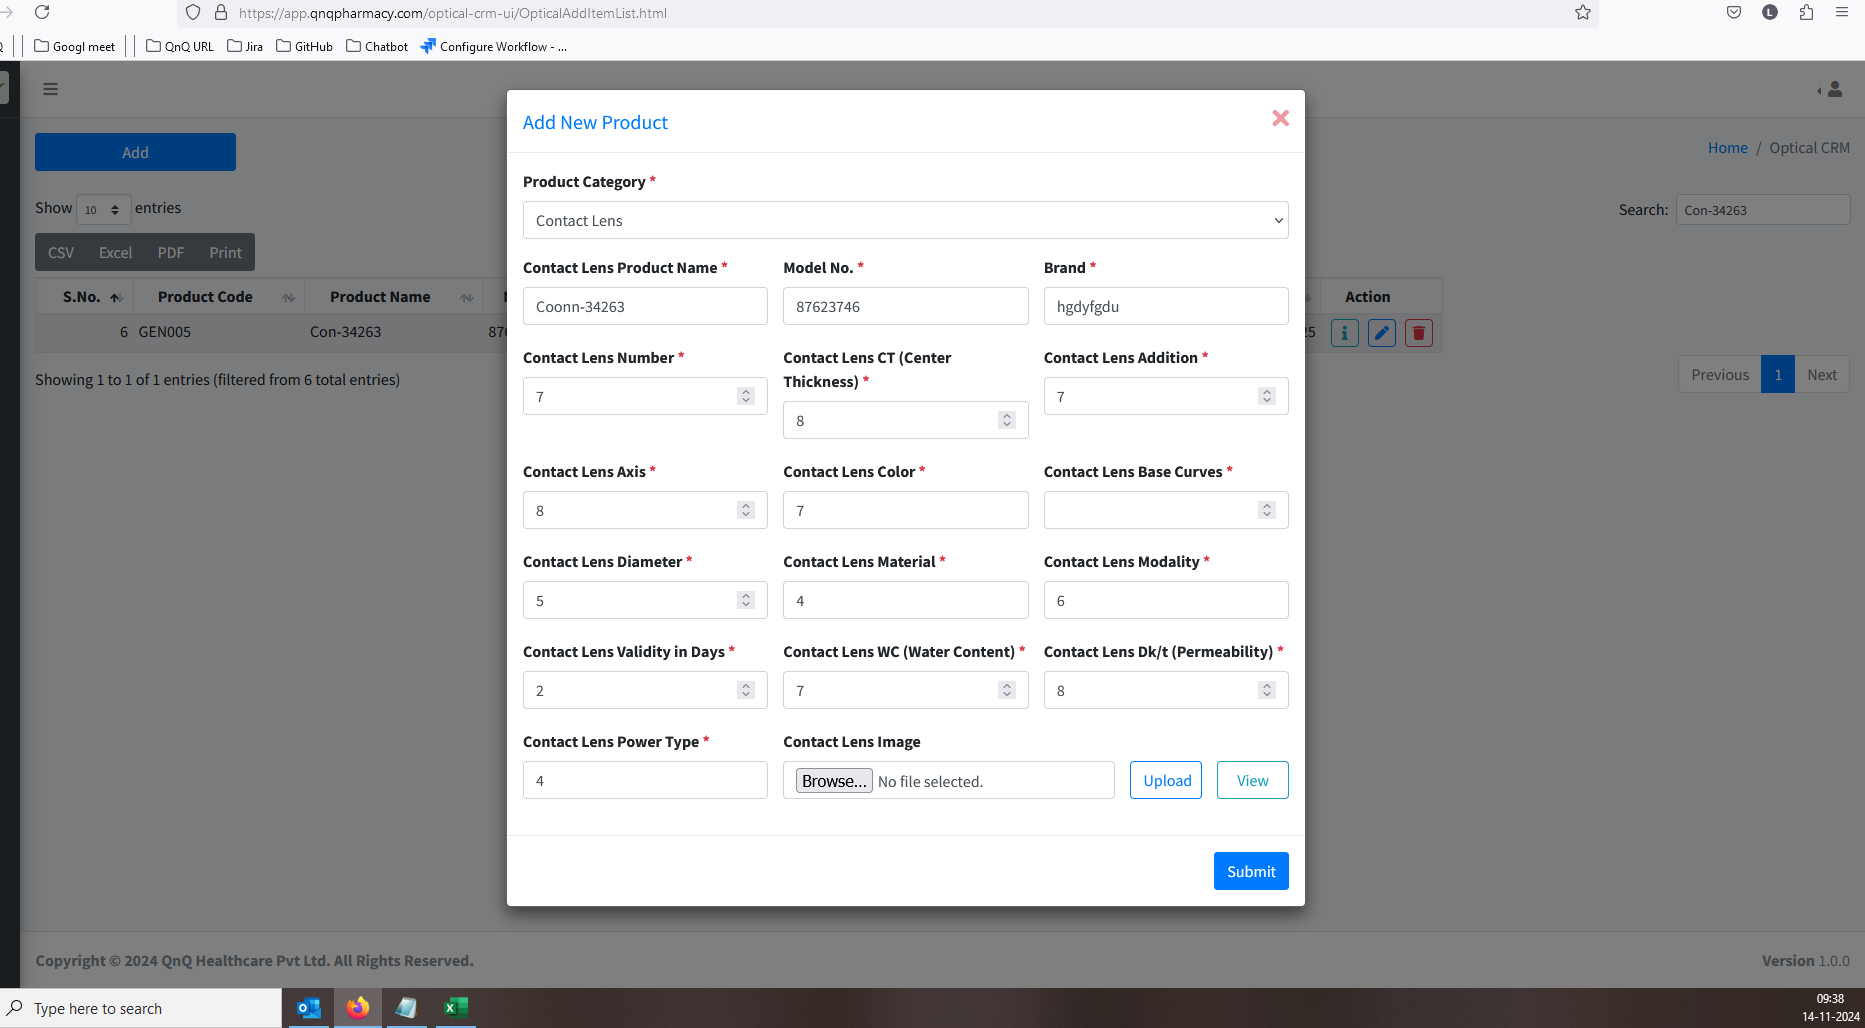 https://app.qnqpharmacy.com/optical-crm-ui/OpticalAddItemList.html
L
Googl meet
QnQ URL
Jira
GitHub
Chatbot
Configure Workflow - ...
Add New Product
Add
Home / Optical CRM
Product Category *
Show 10 entries
Search: Con-34263
Contact Lens
CSV Excel PDF Print
Contact Lens Product Name * Model No. * Brand *
S.No. Product Code Product Name
Action
Coonn-34263 87623746 hgdyfgdu
6 GEN005 Con-34263
Contact Lens Number * Contact Lens CT (Center Thickness) * Contact Lens Addition *
Showing 1 to 1 of 1 entries (filtered from 6 total entries)
Previous 1 Next
7 8 7
Contact Lens Axis * Contact Lens Color * Contact Lens Base Curves *
8 7
Contact Lens Diameter * Contact Lens Material * Contact Lens Modality *
5 4 6
Contact Lens Validity in Days * Contact Lens WC (Water Content) * Contact Lens Dk/t (Permeability) *
2 7 8
Contact Lens Power Type * Contact Lens Image
4 Browse... No file selected. Upload View
Submit
Copyright © 2024 QnQ Healthcare Pvt Ltd. All Rights Reserved.
Version 1.0.0
Type here to search
09:38
14-11-2024